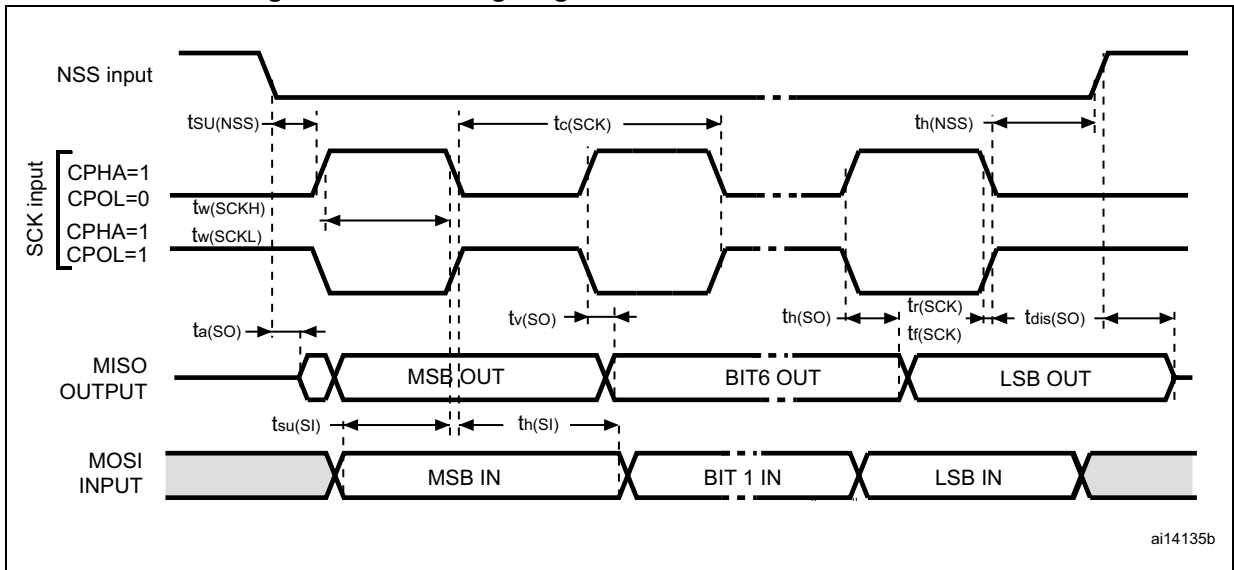 NSS input
tSU(NSS)
tc(SCK)
th(NSS)
SCK input
CPHA=1
CPOL=0
tw(SCKH)
CPHA=1
tw(SCKL)
CPOL=1
ta(SO)
tv(SO)
th(SO)
tr(SCK)
tf(SCK)
tdis(SO)
MISO
OUTPUT
MSB OUT
BIT6 OUT
LSB OUT
tsu(SI)
th(SI)
MOSI
INPUT
MSB IN
BIT 1 IN
LSB IN
ai14135b